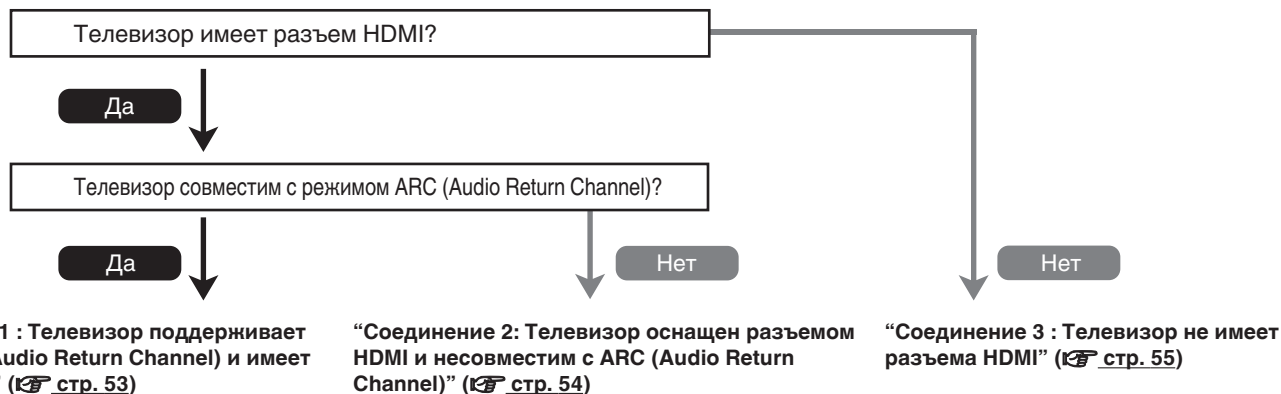 Телевизор имеет разъем HDMI?
Да
Телевизор совместим с режимом ARC (Audio Return Channel)?
Да
Нет
Нет
1 : Телевизор поддерживает
Audio Return Channel) и имеет
” (стр. 53)
“Соединение 2: Телевизор оснащен разъемом
HDMI и несовместим с ARC (Audio Return
Channel)” (стр. 54)
“Соединение 3 : Телевизор не имеет
разъема HDMI” (стр. 55)